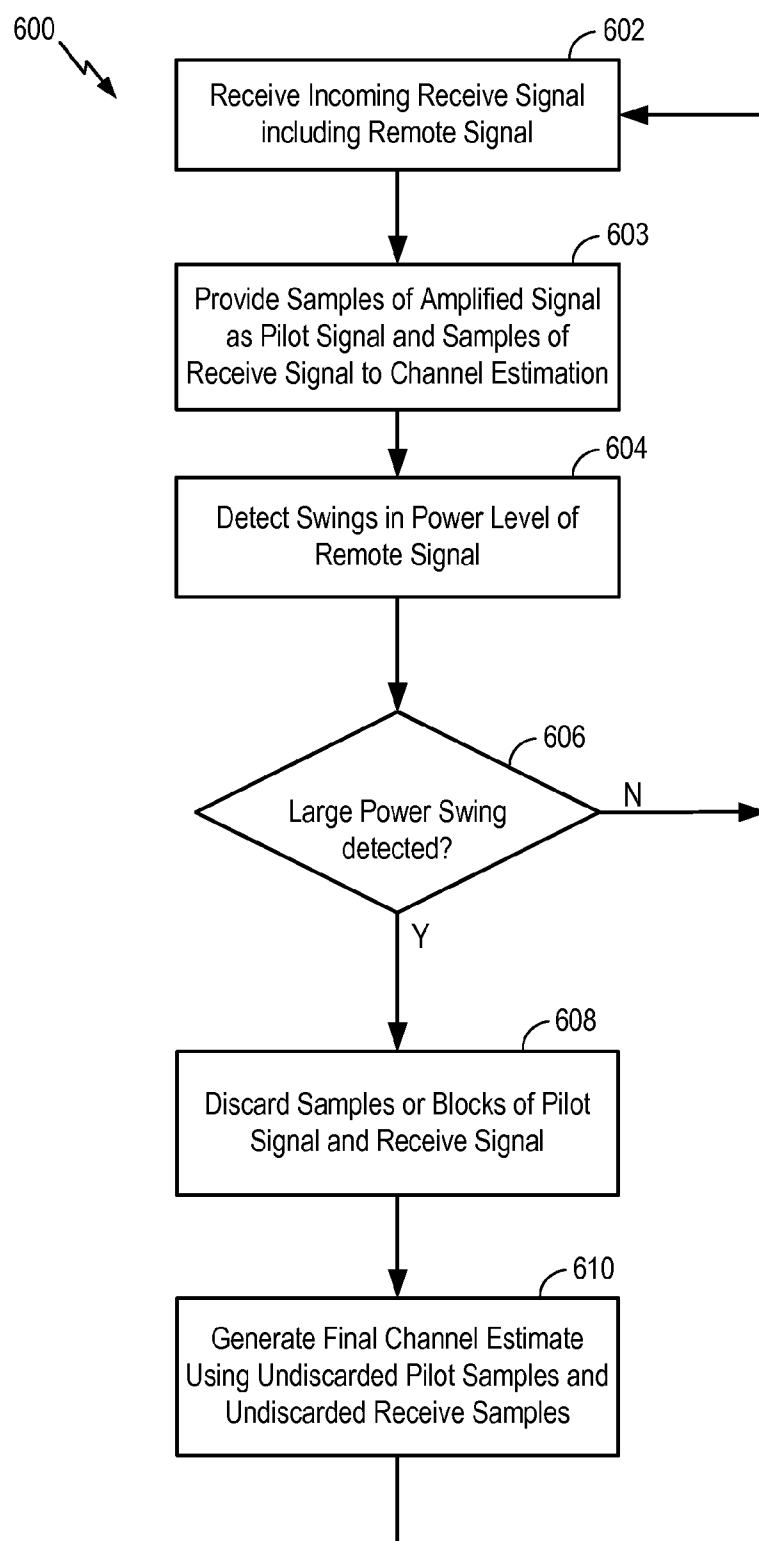 600
602
Receive Incoming Receive Signal
including Remote Signal
603
Provide Samples of Amplified Signal
as Pilot Signal and Samples of
Receive Signal to Channel Estimation
604
Detect Swings in Power Level of
Remote Signal
606
Large Power Swing
detected?
N
Y
608
Discard Samples or Blocks of Pilot
Signal and Receive Signal
610
Generate Final Channel Estimate
Using Undiscarded Pilot Samples and
Undiscarded Receive Samples